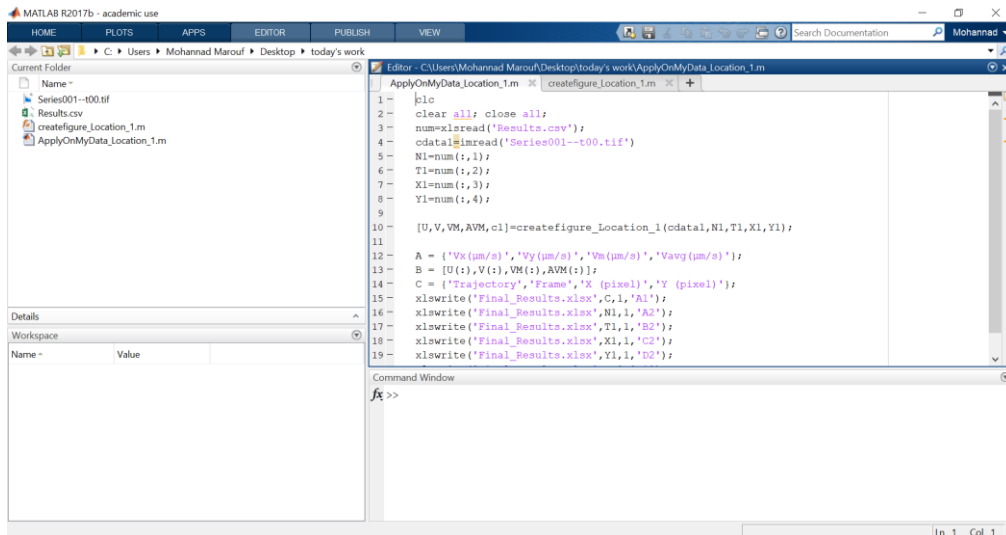 MATLAB R2017b - academic use
HOME PLOTS APPS EDITOR PUBLISH VIEW Search Documentation Mohannad
C: Users Mohannad Marouf Desktop today's work
Current Folder
Name
Series001--t00.tif
Results.csv
createfigure_Location_1.m
ApplyOnMyData_Location_1.m
Details
Workspace
Name Value
Editor - C:\Users\Mohannad Marouf\Desktop\today's work\ApplyOnMyData_Location_1.m
ApplyOnMyData_Location_1.m createfigure_Location_1.m +
1 clc
2 clear all; close all;
3 num=xlsread('Results.csv');
4 cdata1=imread('Series001--t00.tif')
5 N1=num(:,1);
6 T1=num(:,2);
7 X1=num(:,3);
8 Y1=num(:,4);
9
10 [U,V,VM,AVM,c1]=createfigure_Location_1(cdata1,N1,T1,X1,Y1);
11
12 A = {'Vx(µm/s)','Vy(µm/s)','Vm(µm/s)','Vavg(µm/s)'};
13 B = [U(:),V(:),VM(:),AVM(:)];
14 C = {'Trajectory','Frame','X (pixel)','Y (pixel)'};
15 xlswrite('Final_Results.xlsx',C,1,'A1');
16 xlswrite('Final_Results.xlsx',N1,1,'A2');
17 xlswrite('Final_Results.xlsx',T1,1,'B2');
18 xlswrite('Final_Results.xlsx',X1,1,'C2');
19 xlswrite('Final_Results.xlsx',Y1,1,'D2');
Command Window
fx >>
Ln 1 Col 1